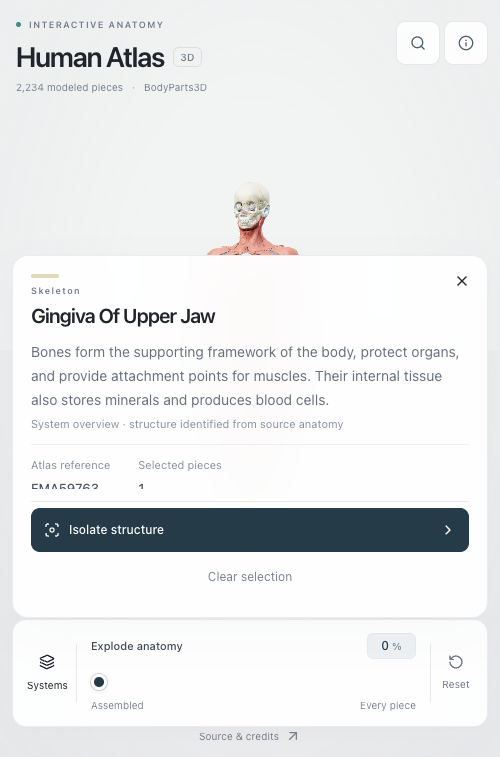 INTERACTIVE ANATOMY
Human Atlas 3D
2,234 modeled pieces · BodyParts3D
Skeleton
Gingiva Of Upper Jaw
Bones form the supporting framework of the body, protect organs,
and provide attachment points for muscles. Their internal tissue
also stores minerals and produces blood cells.
System overview · structure identified from source anatomy
Atlas reference Selected pieces
FMA59763 1
Isolate structure
Clear selection
Explode anatomy 0 %
Systems
Reset
Assembled Every piece
Source & credits